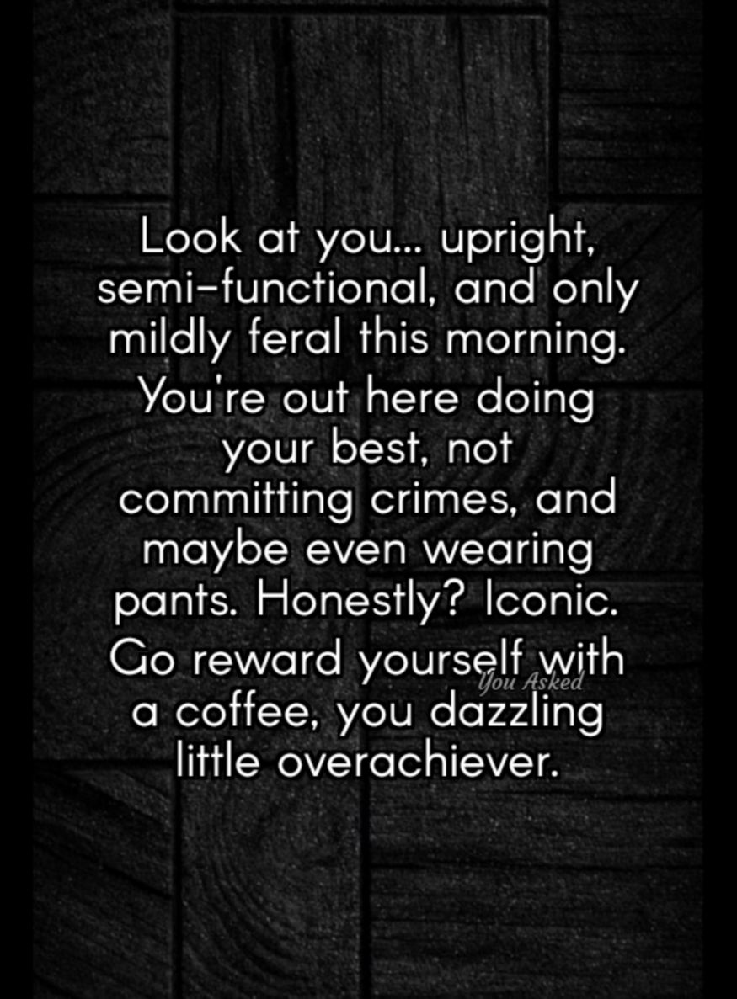 Look at you... upright,
semi-functional, and only
mildly feral this morning.
You're out here doing
your best, not
committing crimes, and
maybe even wearing
pants. Honestly? Iconic.
Go reward yourself with
You Asked
a coffee, you dazzling
little overachiever.